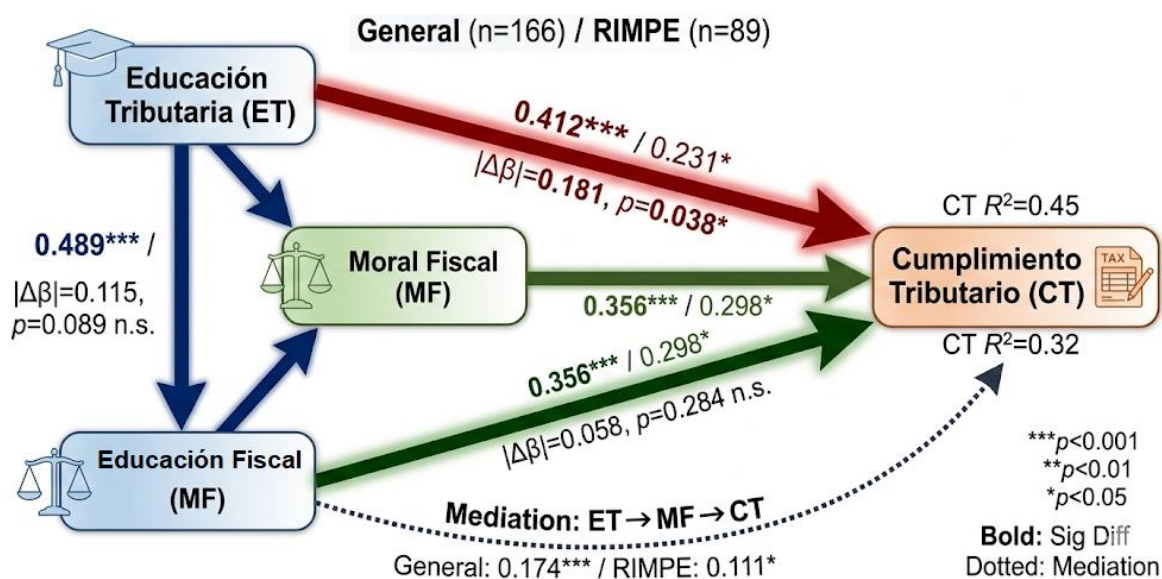 General (n=166) / RIMPE (n=89)
Educación
Tributaria (ET)
0.412*** / 0.231*
|Δβ|=0.181, p=0.038*
0.489*** /
|Δβ|=0.115,
p=0.089 n.s.
Moral Fiscal
(MF)
0.356*** / 0.298*
CT R²=0.45
Cumplimiento
Tributario (CT)
TAX
CT R²=0.32
0.356*** / 0.298*
|Δβ|=0.058, p=0.284 n.s.
Educación Fiscal
(MF)
Mediation: ET→MF→CT
General: 0.174*** / RIMPE: 0.111*
***p<0.001
**p<0.01
*p<0.05
Bold: Sig Diff
Dotted: Mediation